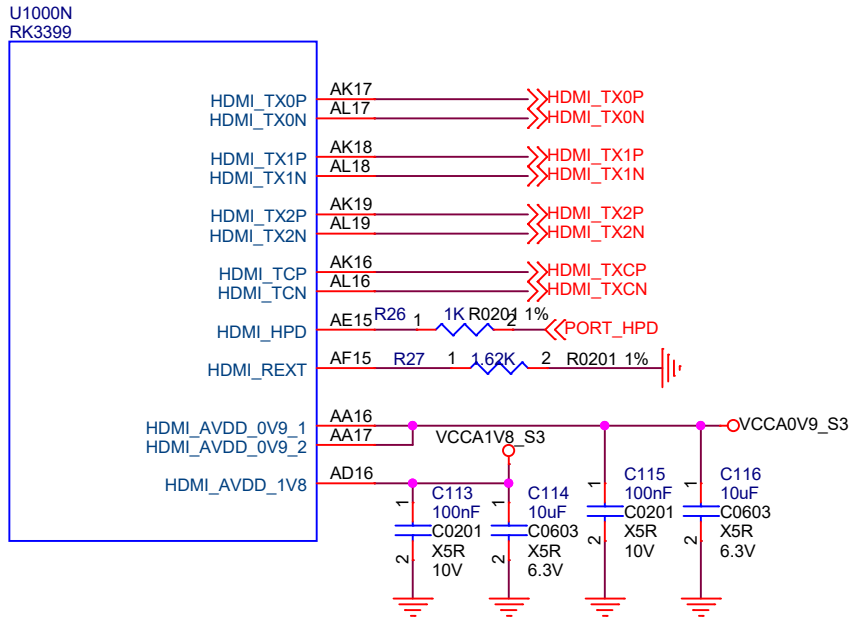 U1000N
RK3399
HDMI_TX0P AK17 HDMI_TX0P
HDMI_TX0N AL17 HDMI_TX0N
HDMI_TX1P AK18 HDMI_TX1P
HDMI_TX1N AL18 HDMI_TX1N
HDMI_TX2P AK19 HDMI_TX2P
HDMI_TX2N AL19 HDMI_TX2N
HDMI_TCP AK16 HDMI_TXCP
HDMI_TCN AL16 HDMI_TXCN
HDMI_HPD AE15 R26 1 1K R0201 1% 2 PORT_HPD
HDMI_REXT AF15 R27 1 1.62K 2 R0201 1%
HDMI_AVDD_0V9_1 AA16 VCCA0V9_S3
HDMI_AVDD_0V9_2 AA17
VCCA1V8_S3
HDMI_AVDD_1V8 AD16
1 C113 100nF C0201 X5R 10V 2
1 C114 10uF C0603 X5R 6.3V 2
1 C115 100nF C0201 X5R 10V 2
1 C116 10uF C0603 X5R 6.3V 2